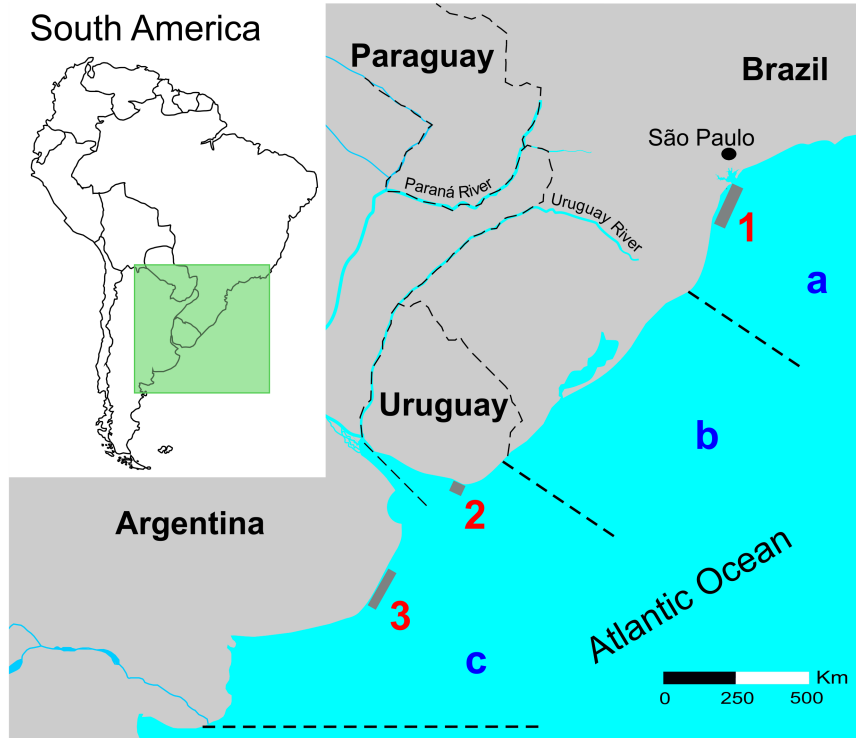 South America
Paraguay
Brazil
São Paulo
Paraná River
Uruguay River
1
a
Uruguay
b
2
Argentina
3
Atlantic Ocean
c
Km
0 250 500